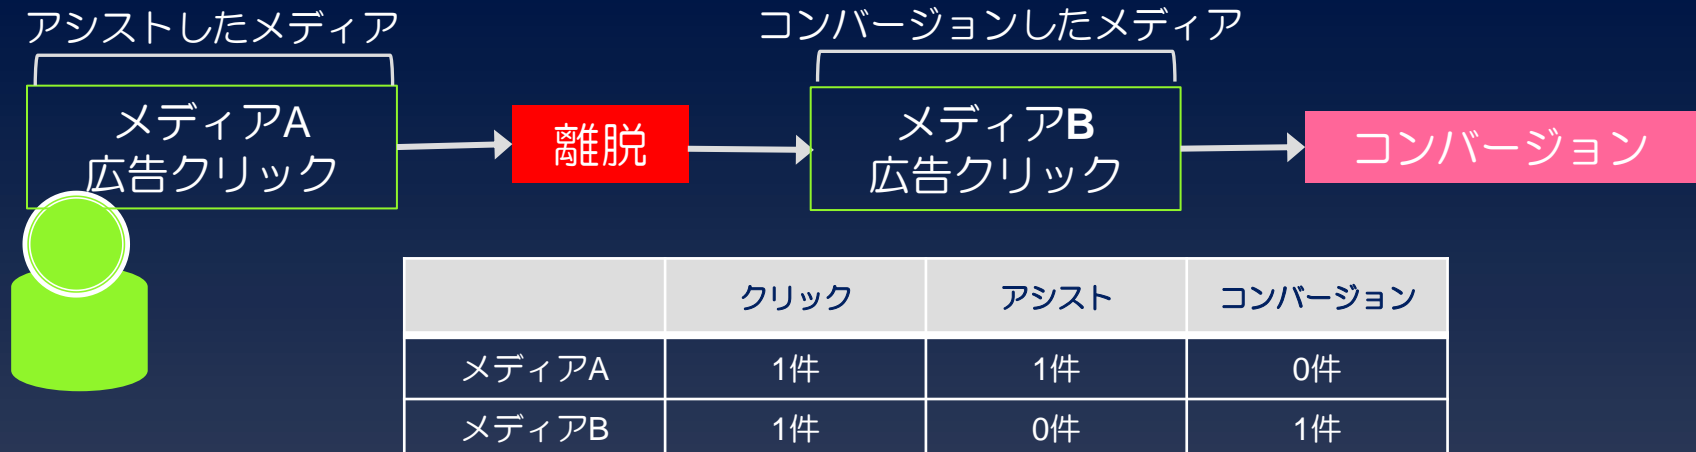 アシストしたメディア
コンバージョンしたメディア
メディアA
広告クリック
離脱
メディアB
広告クリック
コンバージョン
クリック アシスト コンバージョン
メディアA 1件 1件 0件
メディアB 1件 0件 1件